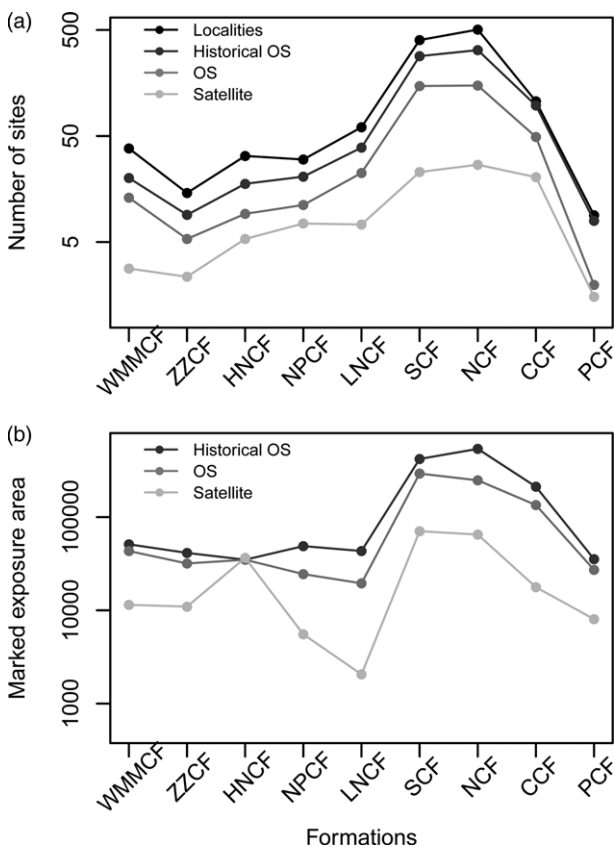 (a)
500
50
5
Number of sites
Localities
Historical OS
OS
Satellite
WMMCF
ZZCF
HNCF
NPCF
LNCF
SCF
NCF
CCF
PCF
(b)
100000
10000
1000
Marked exposure area
Historical OS
OS
Satellite
WMMCF
ZZCF
HNCF
NPCF
LNCF
SCF
NCF
CCF
PCF
Formations